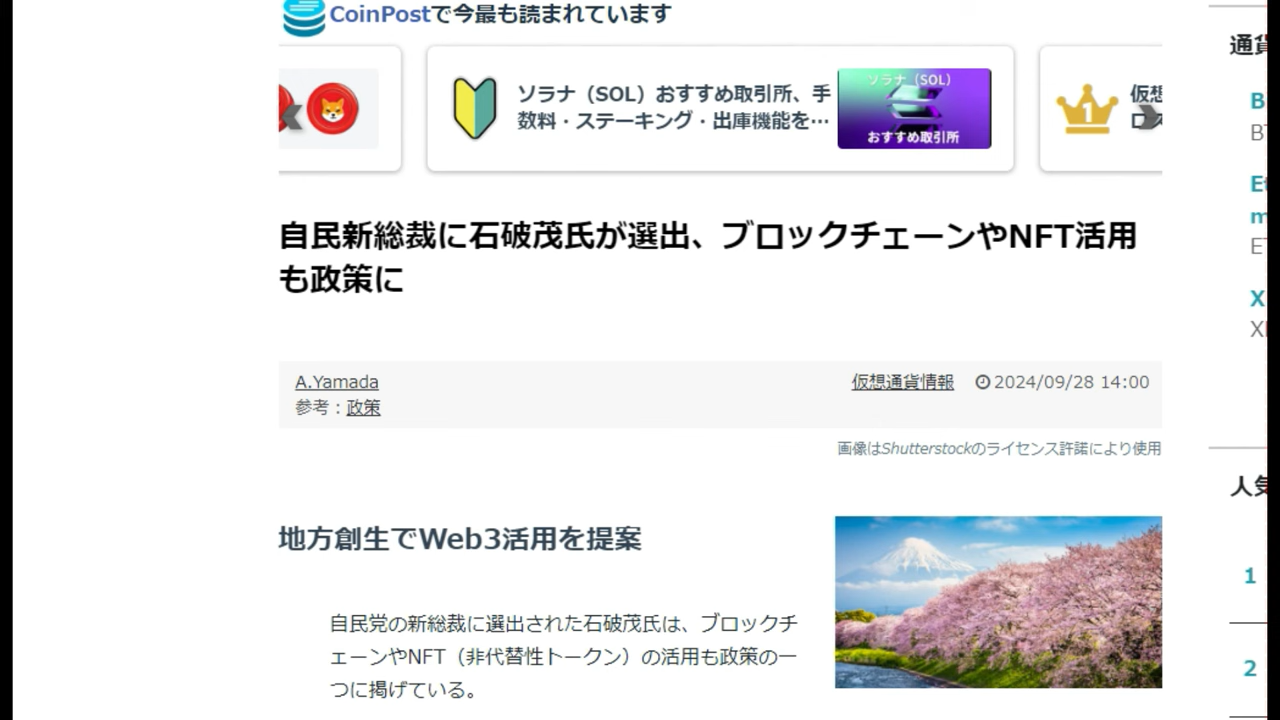 CoinPostで今最も読まれています
ソラナ（SOL）おすすめ取引所、手
数料・ステーキング・出庫機能を…
ソラナ（SOL）
おすすめ取引所
1
仮想
自民新総裁に石破茂氏が選出、ブロックチェーンやNFT活用
も政策に
A.Yamada
仮想通貨情報 2024/09/28 14:00
参考：政策
画像はShutterstockのライセンス許諾により使用
地方創生でWeb3活用を提案
自民党の新総裁に選出された石破茂氏は、ブロックチ
ェーンやNFT（非代替性トークン）の活用も政策の一
つに掲げている。
通貨
B
Et
m
X
人気
1
2